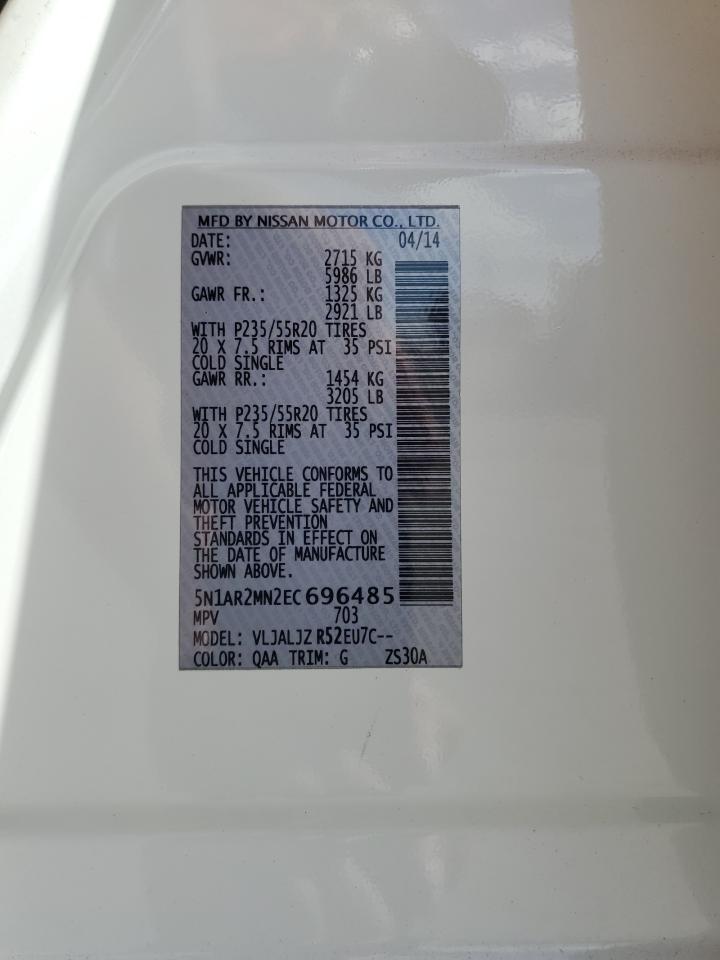 MFD BY NISSAN MOTOR CO., LTD.
DATE: 04/14
GVWR: 2715 KG
5986 LB
GAWR FR.: 1325 KG
2921 LB
WITH P235/55R20 TIRES
20 X 7.5 RIMS AT 35 PSI
COLD SINGLE
GAWR RR.: 1454 KG
3205 LB
WITH P235/55R20 TIRES
20 X 7.5 RIMS AT 35 PSI
COLD SINGLE
THIS VEHICLE CONFORMS TO
ALL APPLICABLE FEDERAL
MOTOR VEHICLE SAFETY AND
THEFT PREVENTION
STANDARDS IN EFFECT ON
THE DATE OF MANUFACTURE
SHOWN ABOVE.
5N1AR2MN2EC696485
MPV 703
MODEL: VLJALJZ R52EU7C--
COLOR: QAA TRIM: G ZS30A